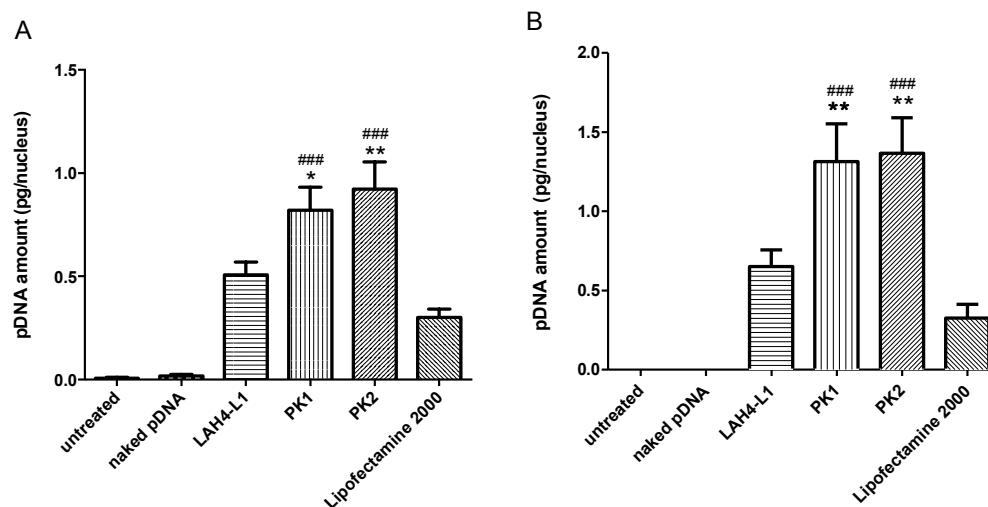 A
pDNA amount (pg/nucleus)
1.5
1.0
0.5
0.0
###
*
###
**
untreated
naked pDNA
LAH4-L1
PK1
PK2
Lipofectamine 2000
B
pDNA amount (pg/nucleus)
2.0
1.5
1.0
0.5
0.0
###
**
###
**
untreated
naked pDNA
LAH4-L1
PK1
PK2
Lipofectamine 2000